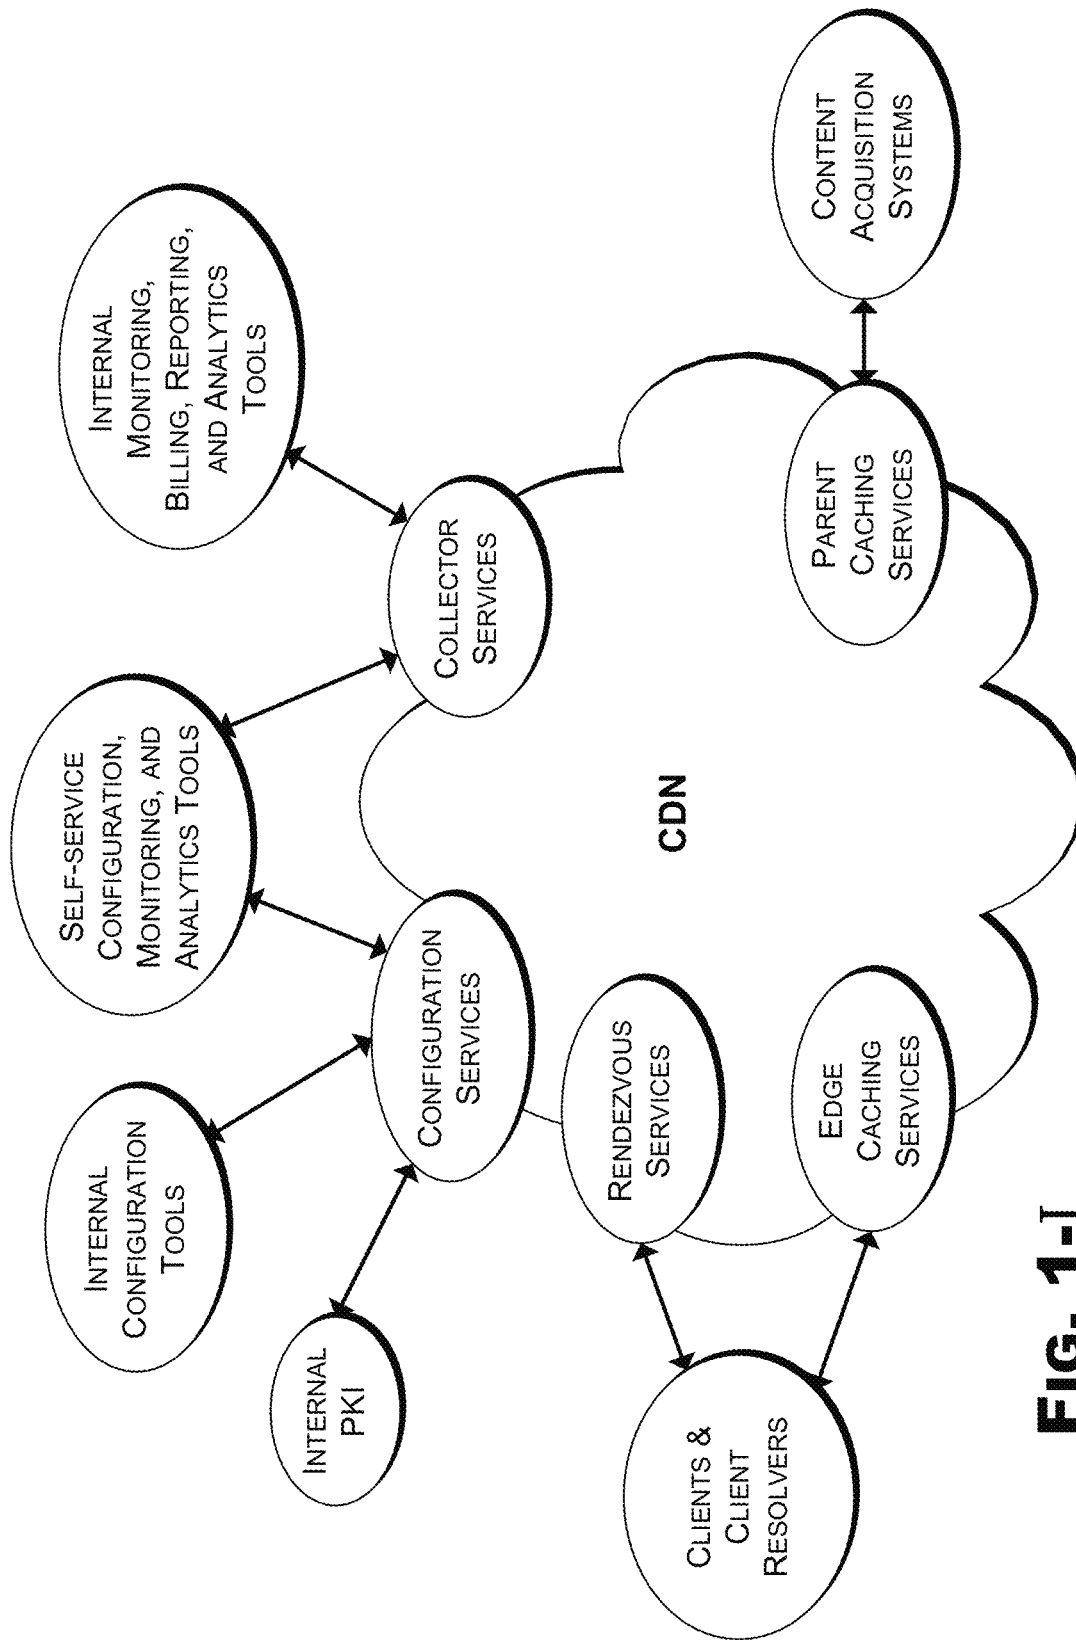 INTERNAL
CONFIGURATION
TOOLS
SELF-SERVICE
CONFIGURATION,
MONITORING, AND
ANALYTICS TOOLS
INTERNAL
MONITORING,
BILLING, REPORTING,
AND ANALYTICS
TOOLS
INTERNAL
PKI
CONFIGURATION
SERVICES
COLLECTOR
SERVICES
RENDEZVOUS
SERVICES
CDN
CLIENTS &
CLIENT
RESOLVERS
EDGE
CACHING
SERVICES
PARENT
CACHING
SERVICES
CONTENT
ACQUISITION
SYSTEMS
FIG. 1-I